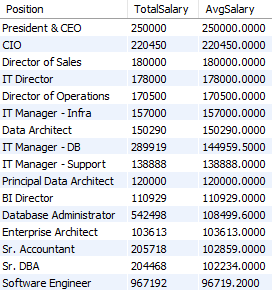 Position TotalSalary AvgSalary
President & CEO 250000 250000.0000
CIO 220450 220450.0000
Director of Sales 180000 180000.0000
IT Director 178000 178000.0000
Director of Operations 170500 170500.0000
IT Manager - Infra 157000 157000.0000
Data Architect 150290 150290.0000
IT Manager - DB 289919 144959.5000
IT Manager - Support 138888 138888.0000
Principal Data Architect 120000 120000.0000
BI Director 110929 110929.0000
Database Administrator 542498 108499.6000
Enterprise Architect 103613 103613.0000
Sr. Accountant 205718 102859.0000
Sr. DBA 204468 102234.0000
Software Engineer 967192 96719.2000